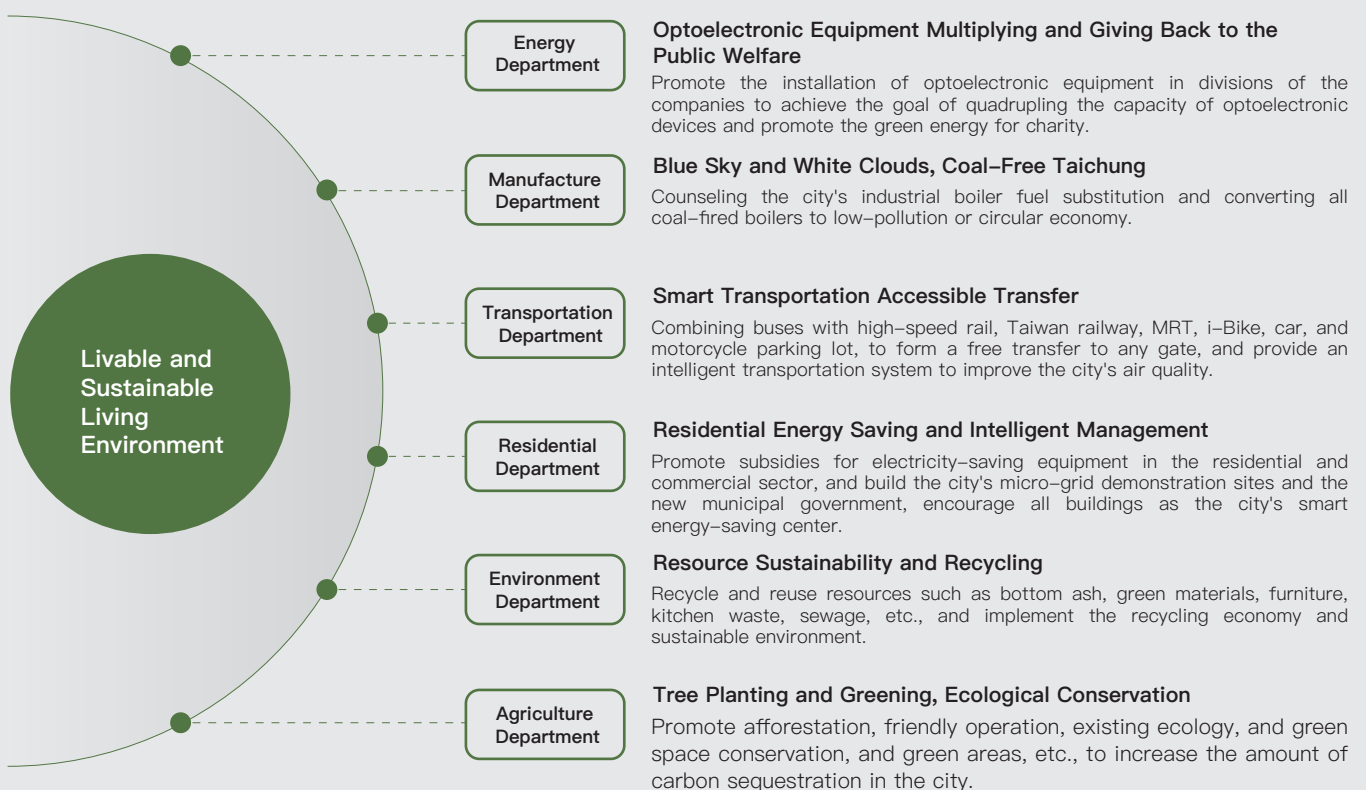 Livable and
Sustainable
Living
Environment
Energy
Department
Optoelectronic Equipment Multiplying and Giving Back to the
Public Welfare
Promote the installation of optoelectronic equipment in divisions of the
companies to achieve the goal of quadrupling the capacity of optoelectronic
devices and promote the green energy for charity.
Manufacture
Department
Blue Sky and White Clouds, Coal-Free Taichung
Counseling the city's industrial boiler fuel substitution and converting all
coal-fired boilers to low-pollution or circular economy.
Transportation
Department
Smart Transportation Accessible Transfer
Combining buses with high-speed rail, Taiwan railway, MRT, i-Bike, car, and
motorcycle parking lot, to form a free transfer to any gate, and provide an
intelligent transportation system to improve the city's air quality.
Residential
Department
Residential Energy Saving and Intelligent Management
Promote subsidies for electricity-saving equipment in the residential and
commercial sector, and build the city's micro-grid demonstration sites and the
new municipal government, encourage all buildings as the city's smart
energy-saving center.
Environment
Department
Resource Sustainability and Recycling
Recycle and reuse resources such as bottom ash, green materials, furniture,
kitchen waste, sewage, etc., and implement the recycling economy and
sustainable environment.
Agriculture
Department
Tree Planting and Greening, Ecological Conservation
Promote afforestation, friendly operation, existing ecology, and green
space conservation, and green areas, etc., to increase the amount of
carbon sequestration in the city.